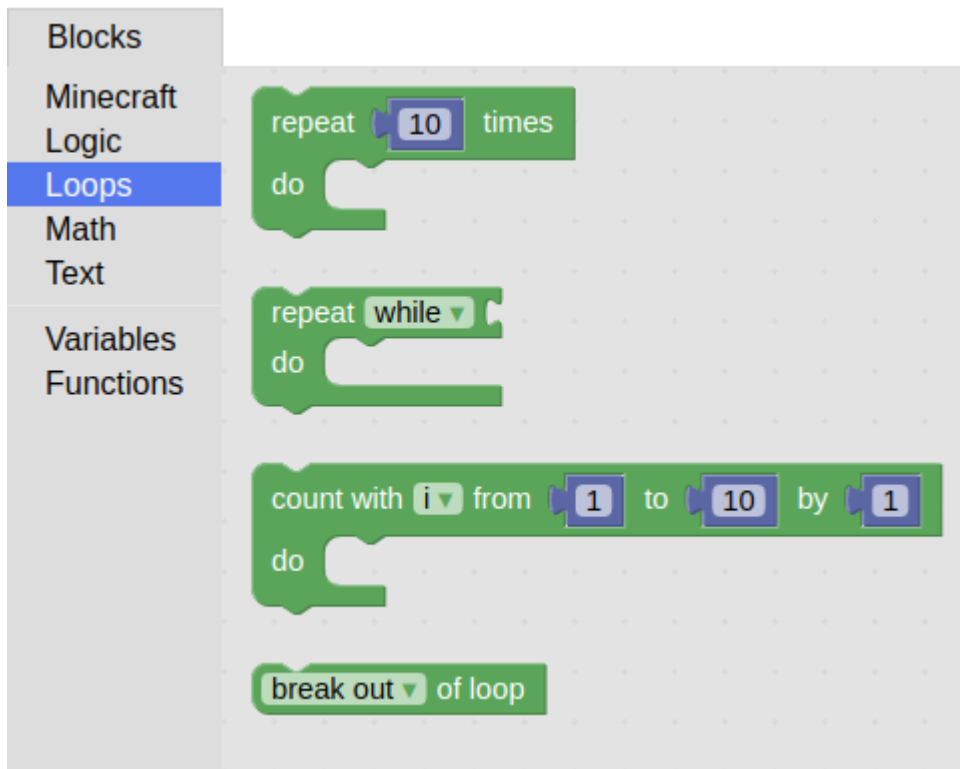 Blocks
Minecraft
Logic
Loops
Math
Text
Variables
Functions
repeat 10 times
do
repeat while ▾
do
count with i ▾ from 1 to 10 by 1
do
break out ▾ of loop